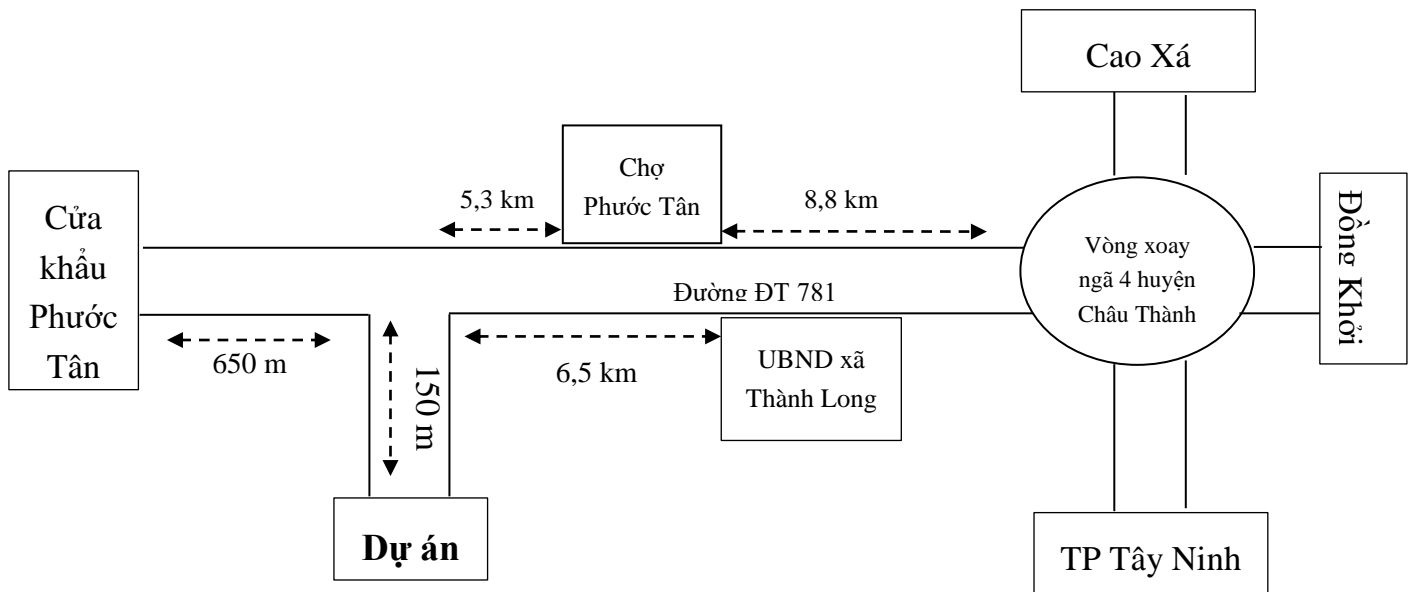 Cao Xá
Chợ
Phước Tân
5,3 km
8,8 km
Cửa
khẩu
Phước
Tân
Đồng Khởi
Vòng xoay
ngã 4 huyện
Châu Thành
Đường ĐT 781
650 m
150 m
6,5 km
UBND xã
Thành Long
Dự án
TP Tây Ninh